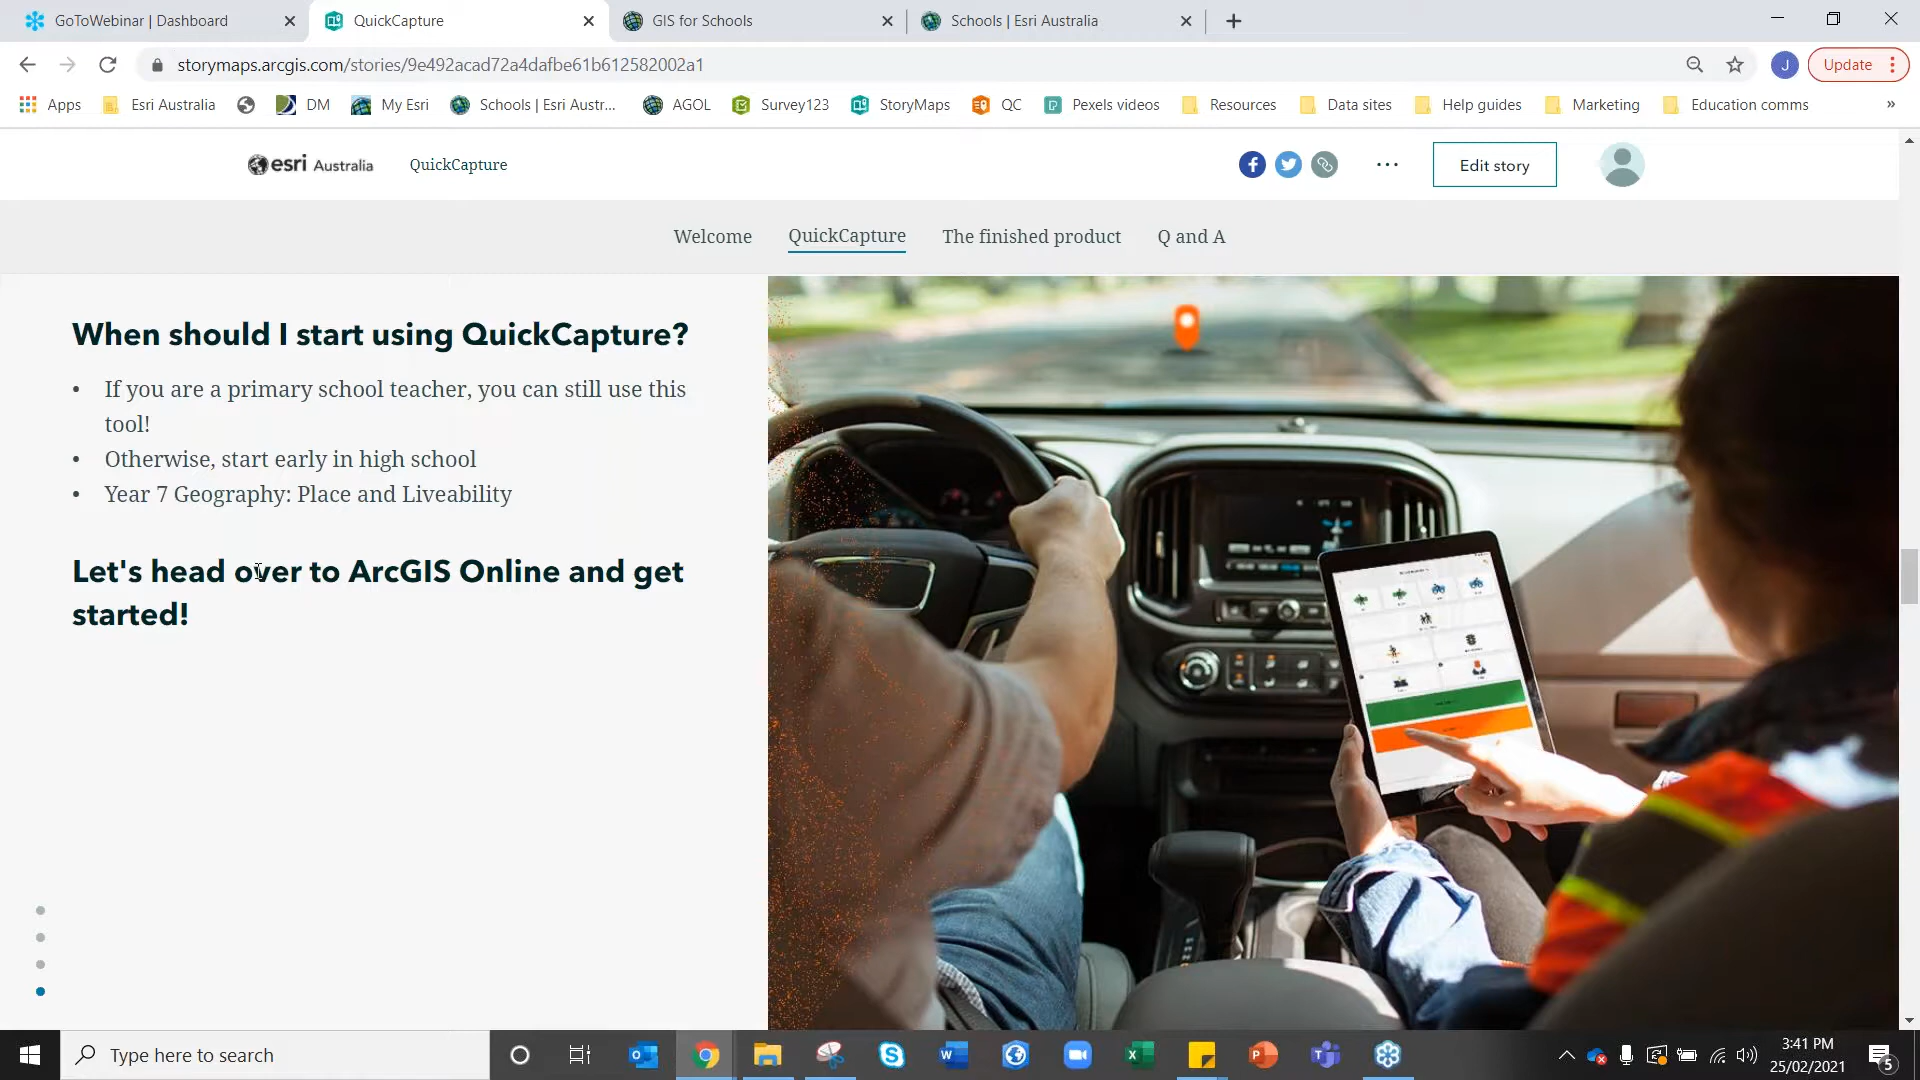 GoToWebinar | Dashboard
QuickCapture
GIS for Schools
Schools | Esri Australia
storymaps.arcgis.com/stories/9e492acad72a4dafbe61b612582002a1
J
Update
Apps
Esri Australia
DM
My Esri
Schools | Esri Austr...
AGOL
Survey123
StoryMaps
QC
Pexels videos
Resources
Data sites
Help guides
Marketing
Education comms
»
esri Australia
QuickCapture
Edit story
Welcome
QuickCapture
The finished product
Q and A
When should I start using QuickCapture?
• If you are a primary school teacher, you can still use this
tool!
• Otherwise, start early in high school
• Year 7 Geography: Place and Liveability
Let's head over to ArcGIS Online and get
started!
Type here to search
3:41 PM
25/02/2021
5